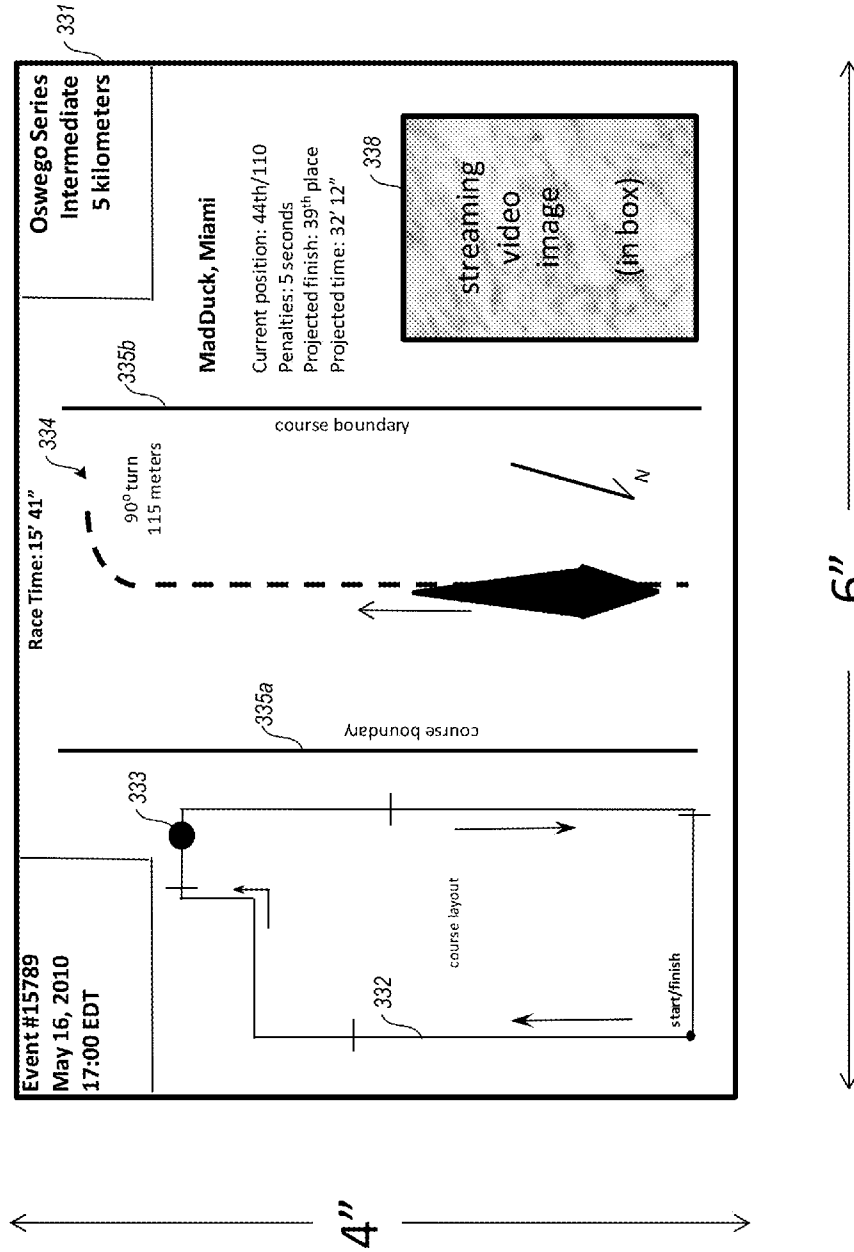 Event #15789
May 16, 2010
17:00 EDT
Race Time: 15’ 41”
Oswego Series
Intermediate
5 kilometers
331
332
333
course layout
start/finish
335a
course boundary
334
90° turn
115 meters
N
335b
course boundary
MadDuck, Miami
Current position: 44th/110
Penalties: 5 seconds
Projected finish: 39th place
Projected time: 32’ 12”
338
streaming
video
image
(in box)
4”
6”